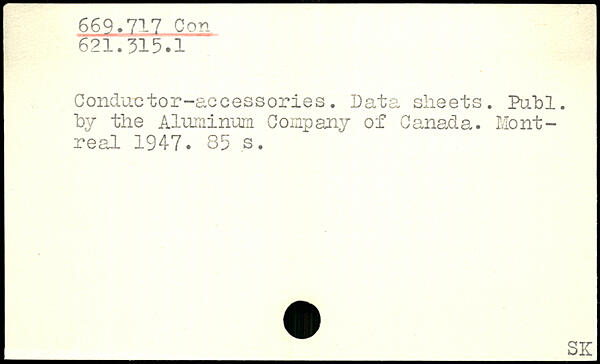 669.717 Con
621.315.1
Conductor-accessories. Data sheets. Publ.
by the Aluminum Company of Canada. Mont-
real 1947. 85 s.
SK